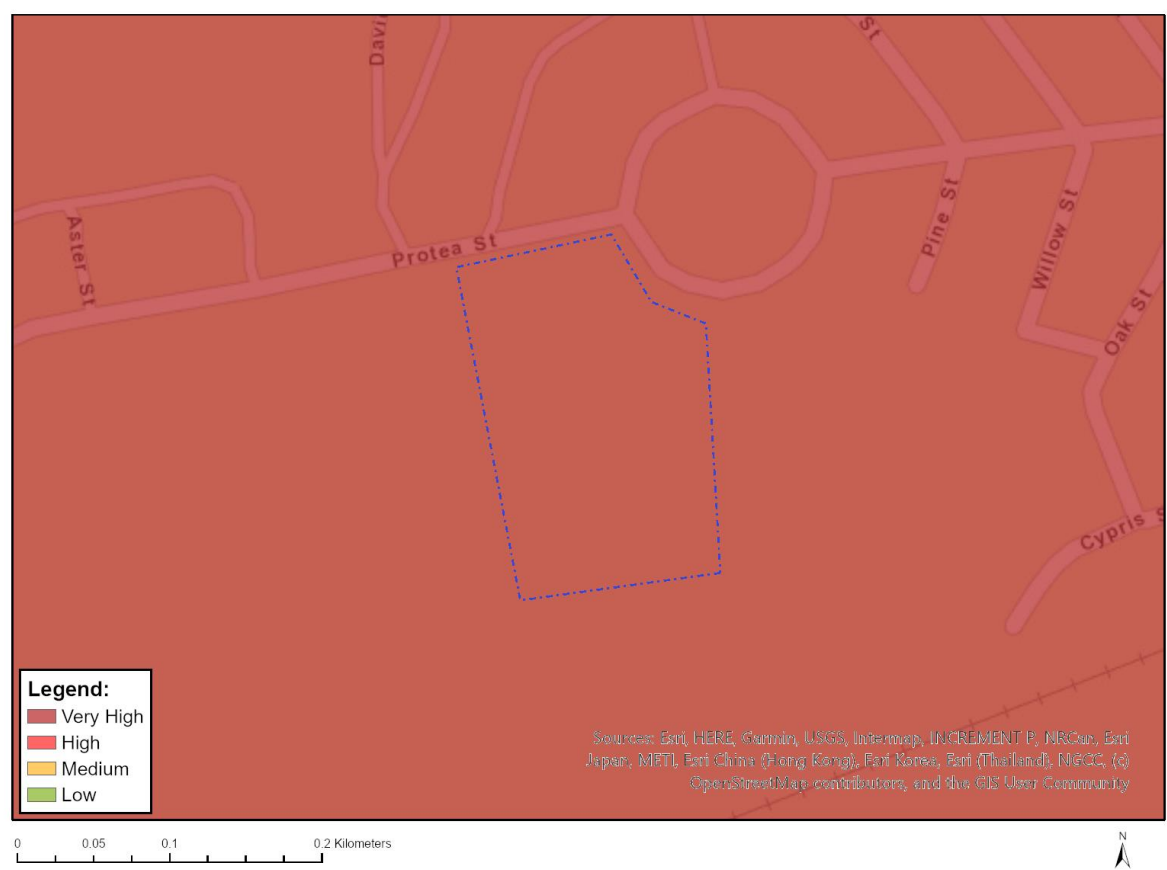 Davi
St
Aster St
Protea St
Pine St
Willow St
Oak St
Cypris S
Legend:
Very High
High
Medium
Low
Sources: Esri, HERE, Garmin, USGS, Intermap, INCREMENT P, NRCan, Esri
Japan, METI, Esri China (Hong Kong), Esri Korea, Esri (Thailand), NGCC, (c)
OpenStreetMap contributors, and the GIS User Community
0 0.05 0.1 0.2 Kilometers
N